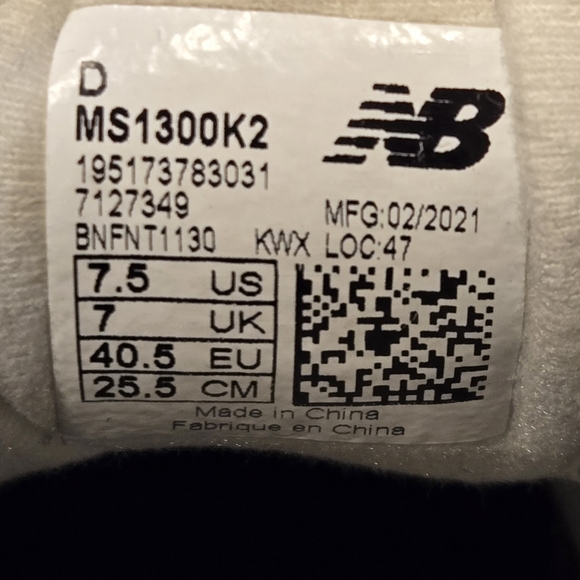 D
MS1300K2
195173783031
7127349
BNFNT1130 KWX
NB
MFG:02/2021
LOC:47
7.5 US
7 UK
40.5 EU
25.5 CM
Made in China
Fabrique en China